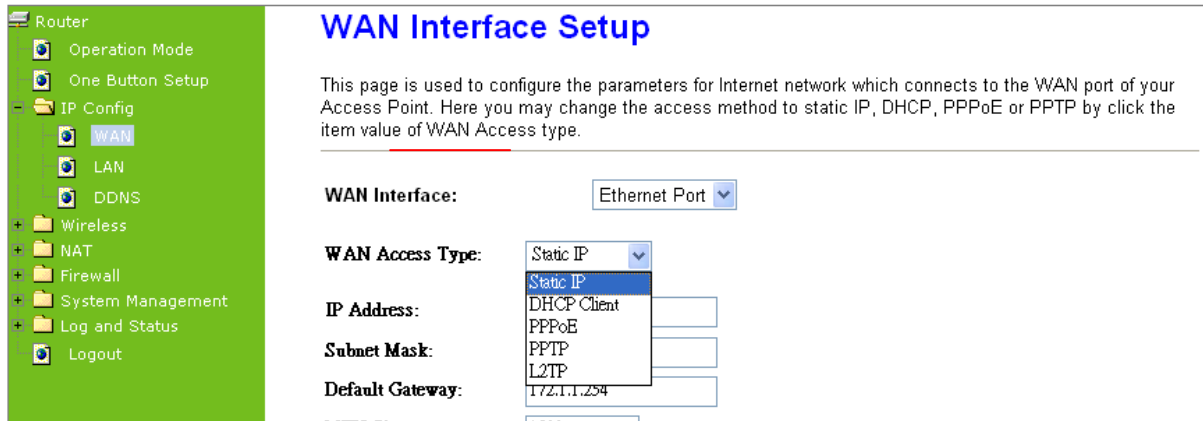 Router
Operation Mode
One Button Setup
IP Config
WAN
LAN
DDNS
Wireless
NAT
Firewall
System Management
Log and Status
Logout
WAN Interface Setup
This page is used to configure the parameters for Internet network which connects to the WAN port of your
Access Point. Here you may change the access method to static IP, DHCP, PPPoE or PPTP by click the
item value of WAN Access type.
WAN Interface: Ethernet Port
WAN Access Type: Static IP
Static IP
DHCP Client
PPPoE
PPTP
L2TP
IP Address:
Subnet Mask:
Default Gateway: 172.1.1.254